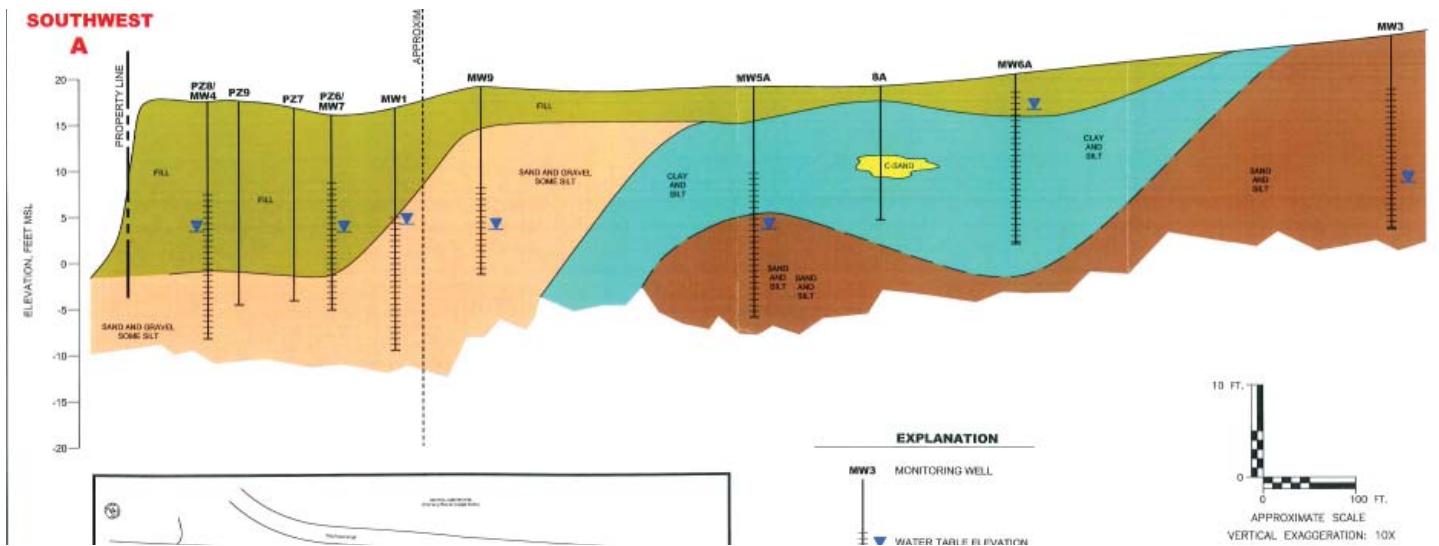 SOUTHWEST
A
APPROXIM
MW3
PROPERTY LINE
PZ8/
MW4
PZ9
PZ7
PZ6/
MW7
MW1
MW9
MW5A
8A
MW6A
20
15
10
5
0
-5
-10
-15
-20
ELEVATION, FEET MSL
FILL
FILL
FILL
SAND AND GRAVEL
SOME SILT
SAND AND GRAVEL
SOME SILT
CLAY
AND
SILT
C-SAND
CLAY
AND
SILT
SAND
AND
SILT
SAND
AND
SILT
SAND
AND
SILT
EXPLANATION
MW3 MONITORING WELL
WATER TABLE ELEVATION
10 FT.
0
0 100 FT.
APPROXIMATE SCALE
VERTICAL EXAGGERATION: 10X